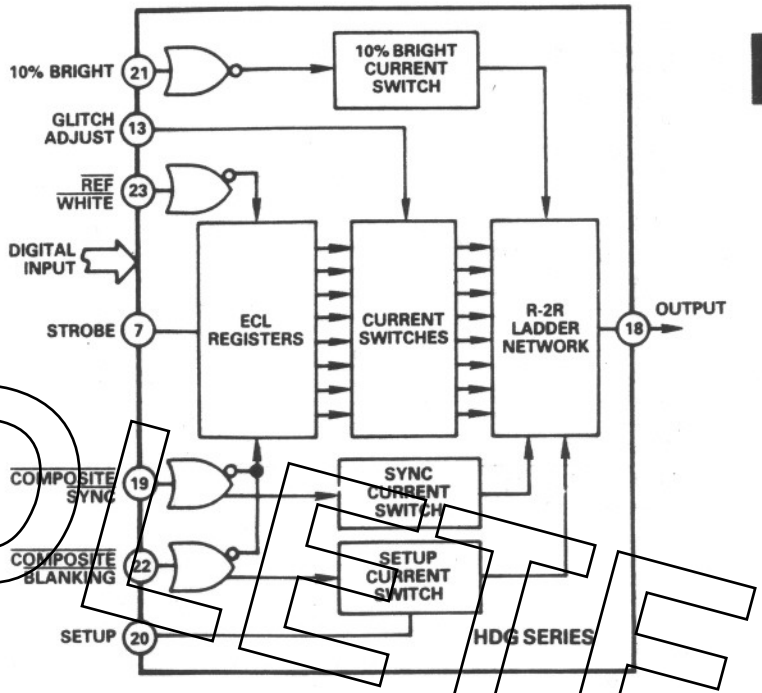 10% BRIGHT
21
10% BRIGHT
CURRENT
SWITCH
GLITCH
ADJUST
13
REF
WHITE
23
DIGITAL
INPUT
STROBE
7
ECL
REGISTERS
CURRENT
SWITCHES
R-2R
LADDER
NETWORK
18
OUTPUT
COMPOSITE
SYNC
19
SYNC
CURRENT
SWITCH
COMPOSITE
BLANKING
22
SETUP
CURRENT
SWITCH
SETUP
20
HDG SERIES
OLETE